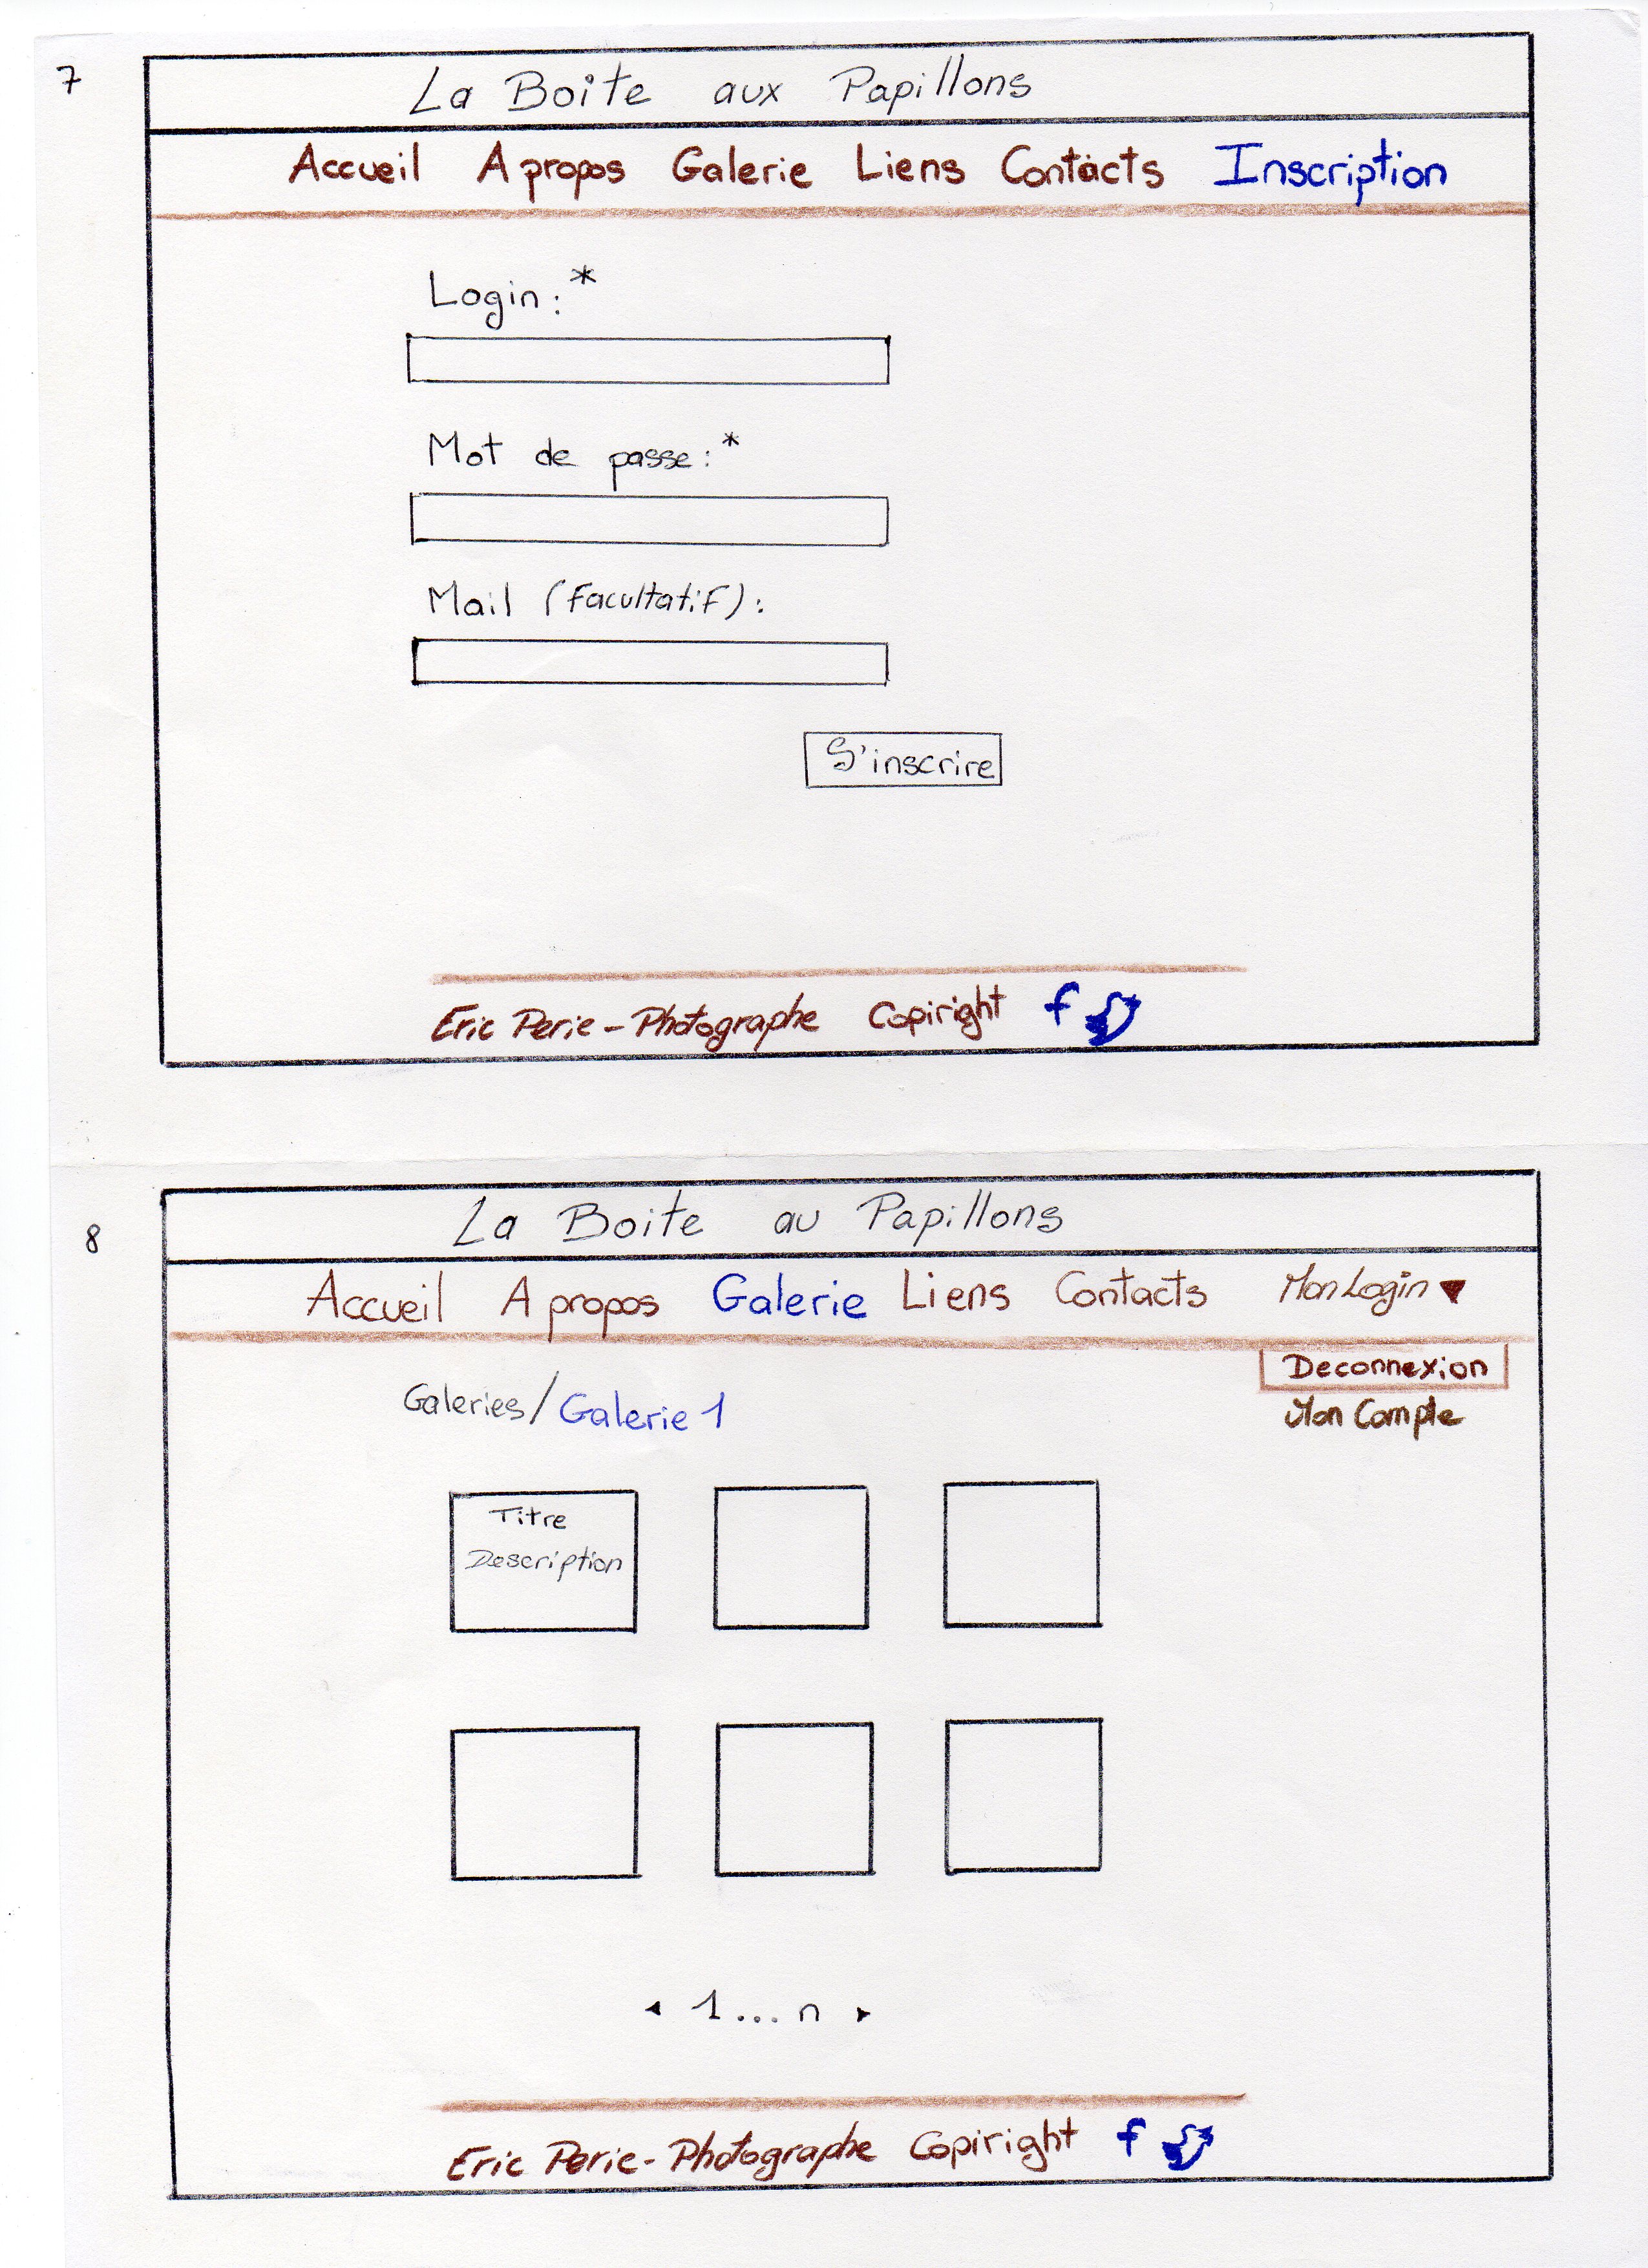 7
La Boite aux Papillons
Accueil A propos Galerie Liens Contacts Inscription
Login :*
Mot de passe :*
Mail (facultatif) :
S'inscrire
Eric Perie - Photographe Copiright f
8
La Boite au Papillons
Accueil A propos Galerie Liens Contacts Mon Login ▼
Deconnexion
Galeries / Galerie 1
Mon Compte
Titre
Description
◂ 1 ... n ▸
Eric Perie - Photographe Copiright f